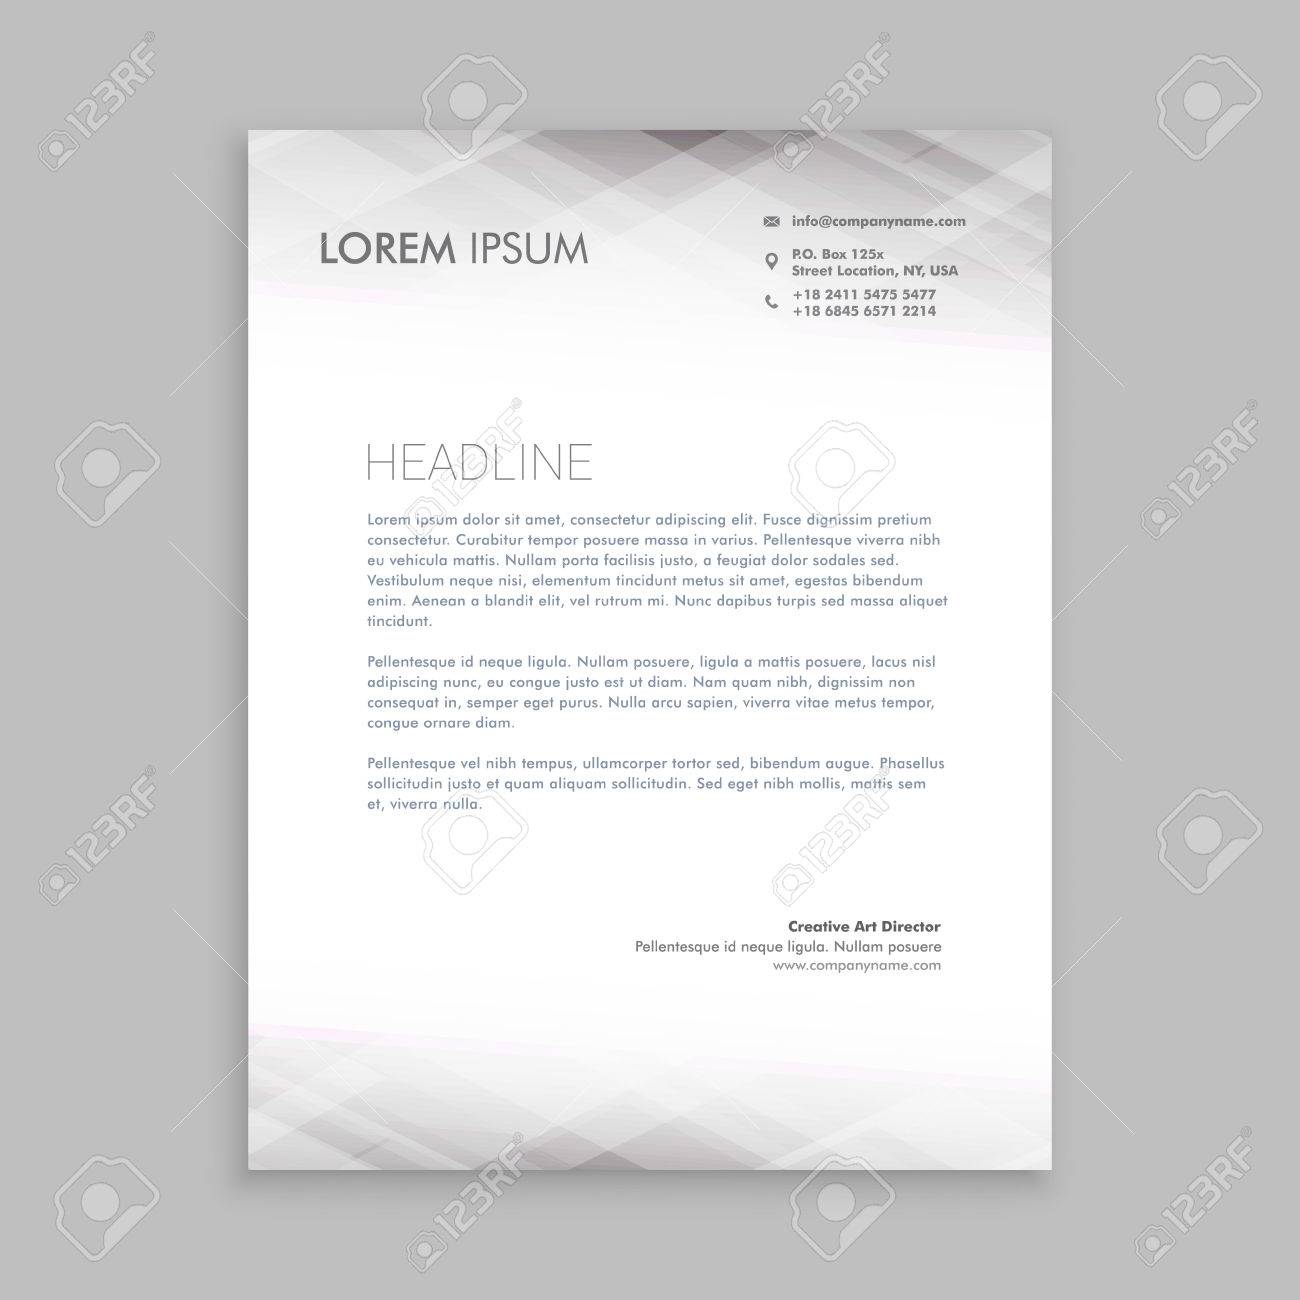 LOREM IPSUM
info@companyname.com
P.O. Box 125x
Street Location, NY, USA
+18 2411 5475 5477
+18 6845 6571 2214
HEADLINE
Lorem ipsum dolor sit amet, consectetur adipiscing elit. Fusce dignissim pretium
consectetur. Curabitur tempor posuere massa in varius. Pellentesque viverra nibh
eu vehicula mattis. Nullam porta facilisis justo, a feugiat dolor sodales sed.
Vestibulum neque nisi, elementum tincidunt metus sit amet, egestas bibendum
enim. Aenean a blandit elit, vel rutrum mi. Nunc dapibus turpis sed massa aliquet
tincidunt.
Pellentesque id neque ligula. Nullam posuere, ligula a mattis posuere, lacus nisl
adipiscing nunc, eu congue justo est ut diam. Nam quam nibh, dignissim non
consequat in, semper eget purus. Nulla arcu sapien, viverra vitae metus tempor,
congue ornare diam.
Pellentesque vel nibh tempus, ullamcorper tortor sed, bibendum augue. Phasellus
sollicitudin justo et quam aliquam sollicitudin. Sed eget nibh mollis, mattis sem
et, viverra nulla.
Creative Art Director
Pellentesque id neque ligula. Nullam posuere
www.companyname.com
123RF
123RF
123RF
123RF
123RF
123RF
123RF
123RF
123RF